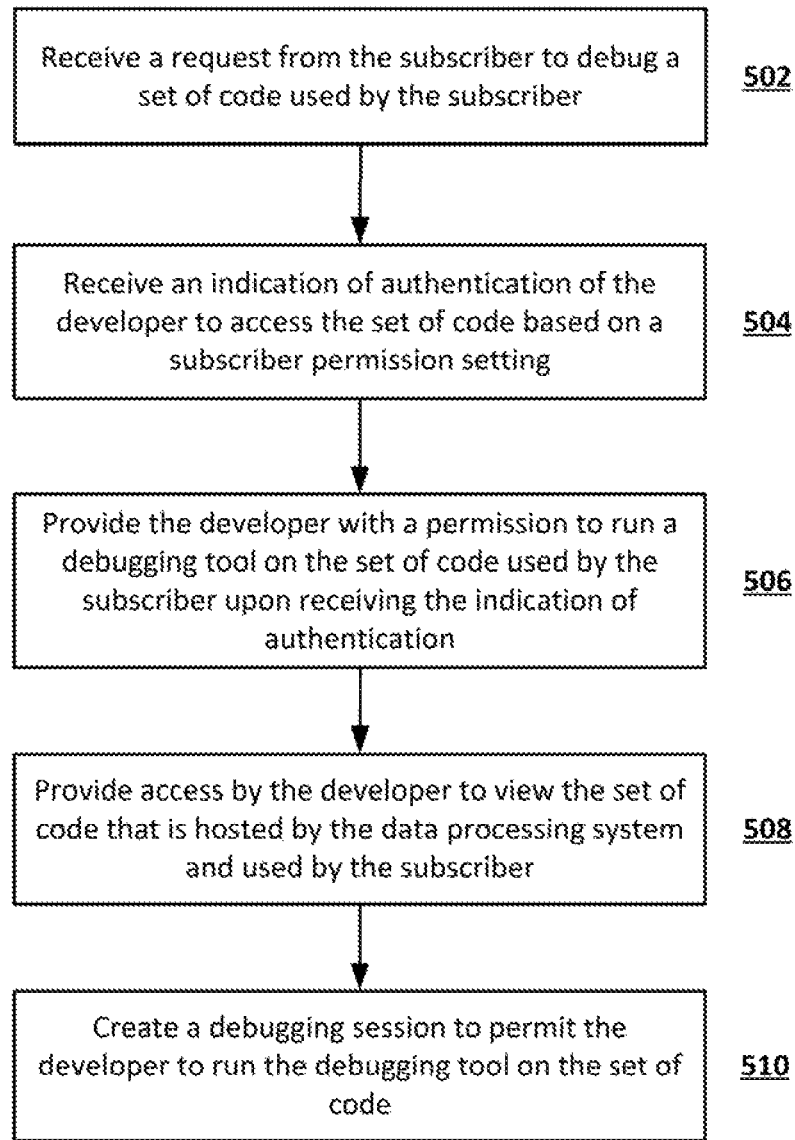 Receive a request from the subscriber to debug a
set of code used by the subscriber
502
Receive an indication of authentication of the
developer to access the set of code based on a
subscriber permission setting
504
Provide the developer with a permission to run a
debugging tool on the set of code used by the
subscriber upon receiving the indication of
authentication
506
Provide access by the developer to view the set of
code that is hosted by the data processing system
and used by the subscriber
508
Create a debugging session to permit the
developer to run the debugging tool on the set of
code
510